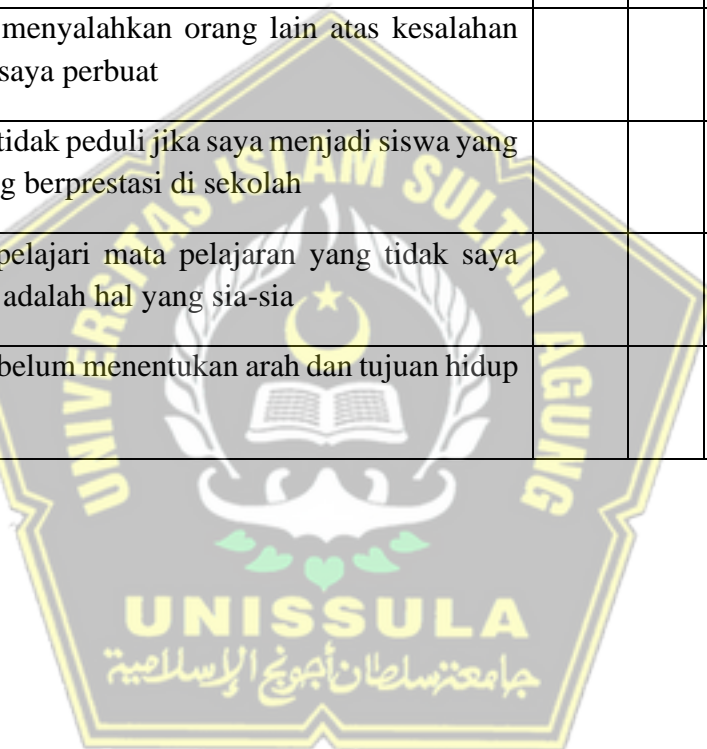 menyalahkan orang lain atas kesalahan
saya perbuat
tidak peduli jika saya menjadi siswa yang
g berprestasi di sekolah
pelajari mata pelajaran yang tidak saya
adalah hal yang sia-sia
belum menentukan arah dan tujuan hidup
UNIVERSITAS ISLAM SULTAN AGUNG
UNISSULA
جامعتسلطان أجونج الإسلامية